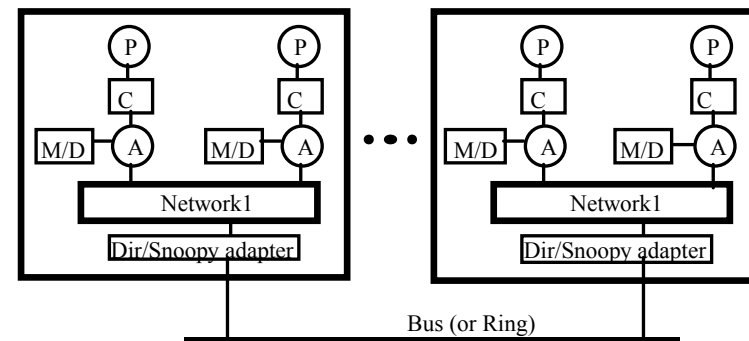 P P P P
C C C C
M/D A M/D A M/D A M/D A
Network1 Network1
Dir/Snoopy adapter Dir/Snoopy adapter
Bus (or Ring)